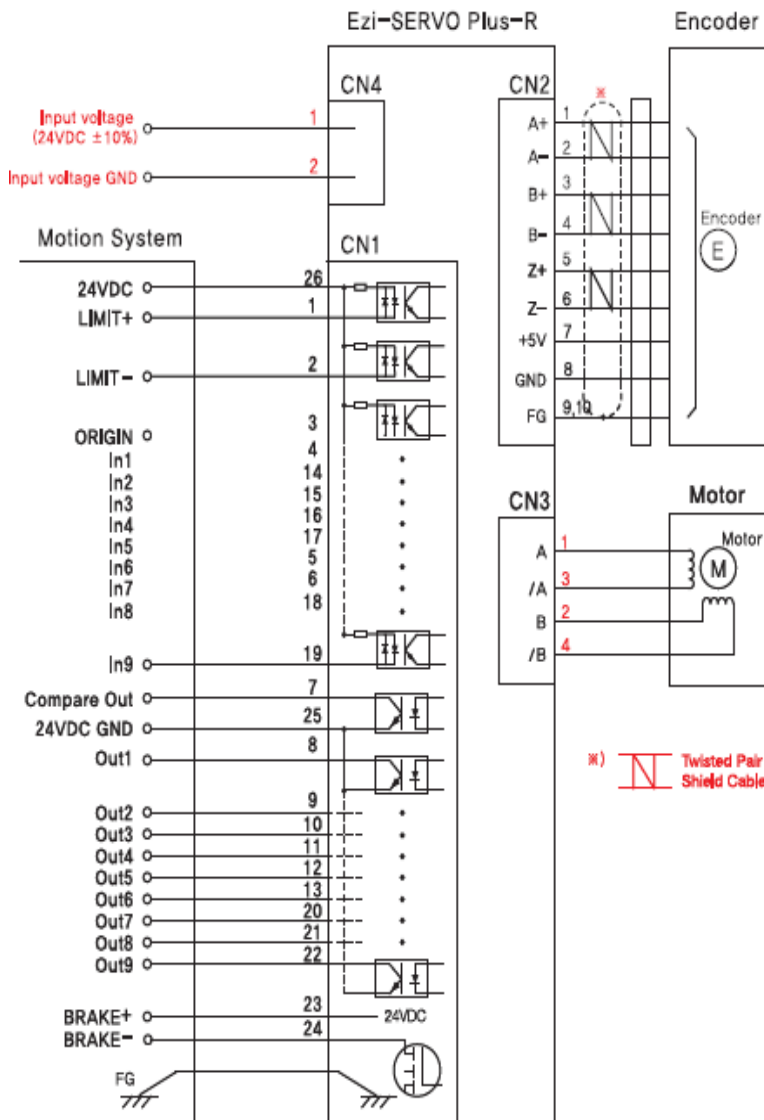 Ezi-SERVO Plus-R
Encoder
CN4
Input voltage
(24VDC ±10%)
1
Input voltage GND
2
CN2
※
A+ 1
A- 2
B+ 3
B- 4
Z+ 5
Z- 6
+5V 7
GND 8
FG 9,10
Encoder
E
Motion System
CN1
24VDC 26
LIMIT+ 1
LIMIT- 2
ORIGIN 3
In1 4
In2 14
In3 15
In4 16
In5 17
In6 5
In7 6
In8 18
In9 19
Compare Out 7
24VDC GND 25
Out1 8
Out2 9
Out3 10
Out4 11
Out5 12
Out6 13
Out7 20
Out8 21
Out9 22
BRAKE+ 23 24VDC
BRAKE- 24
FG
CN3
Motor
A 1
/A 3
B 2
/B 4
Motor
M
※) Twisted Pair
Shield Cable